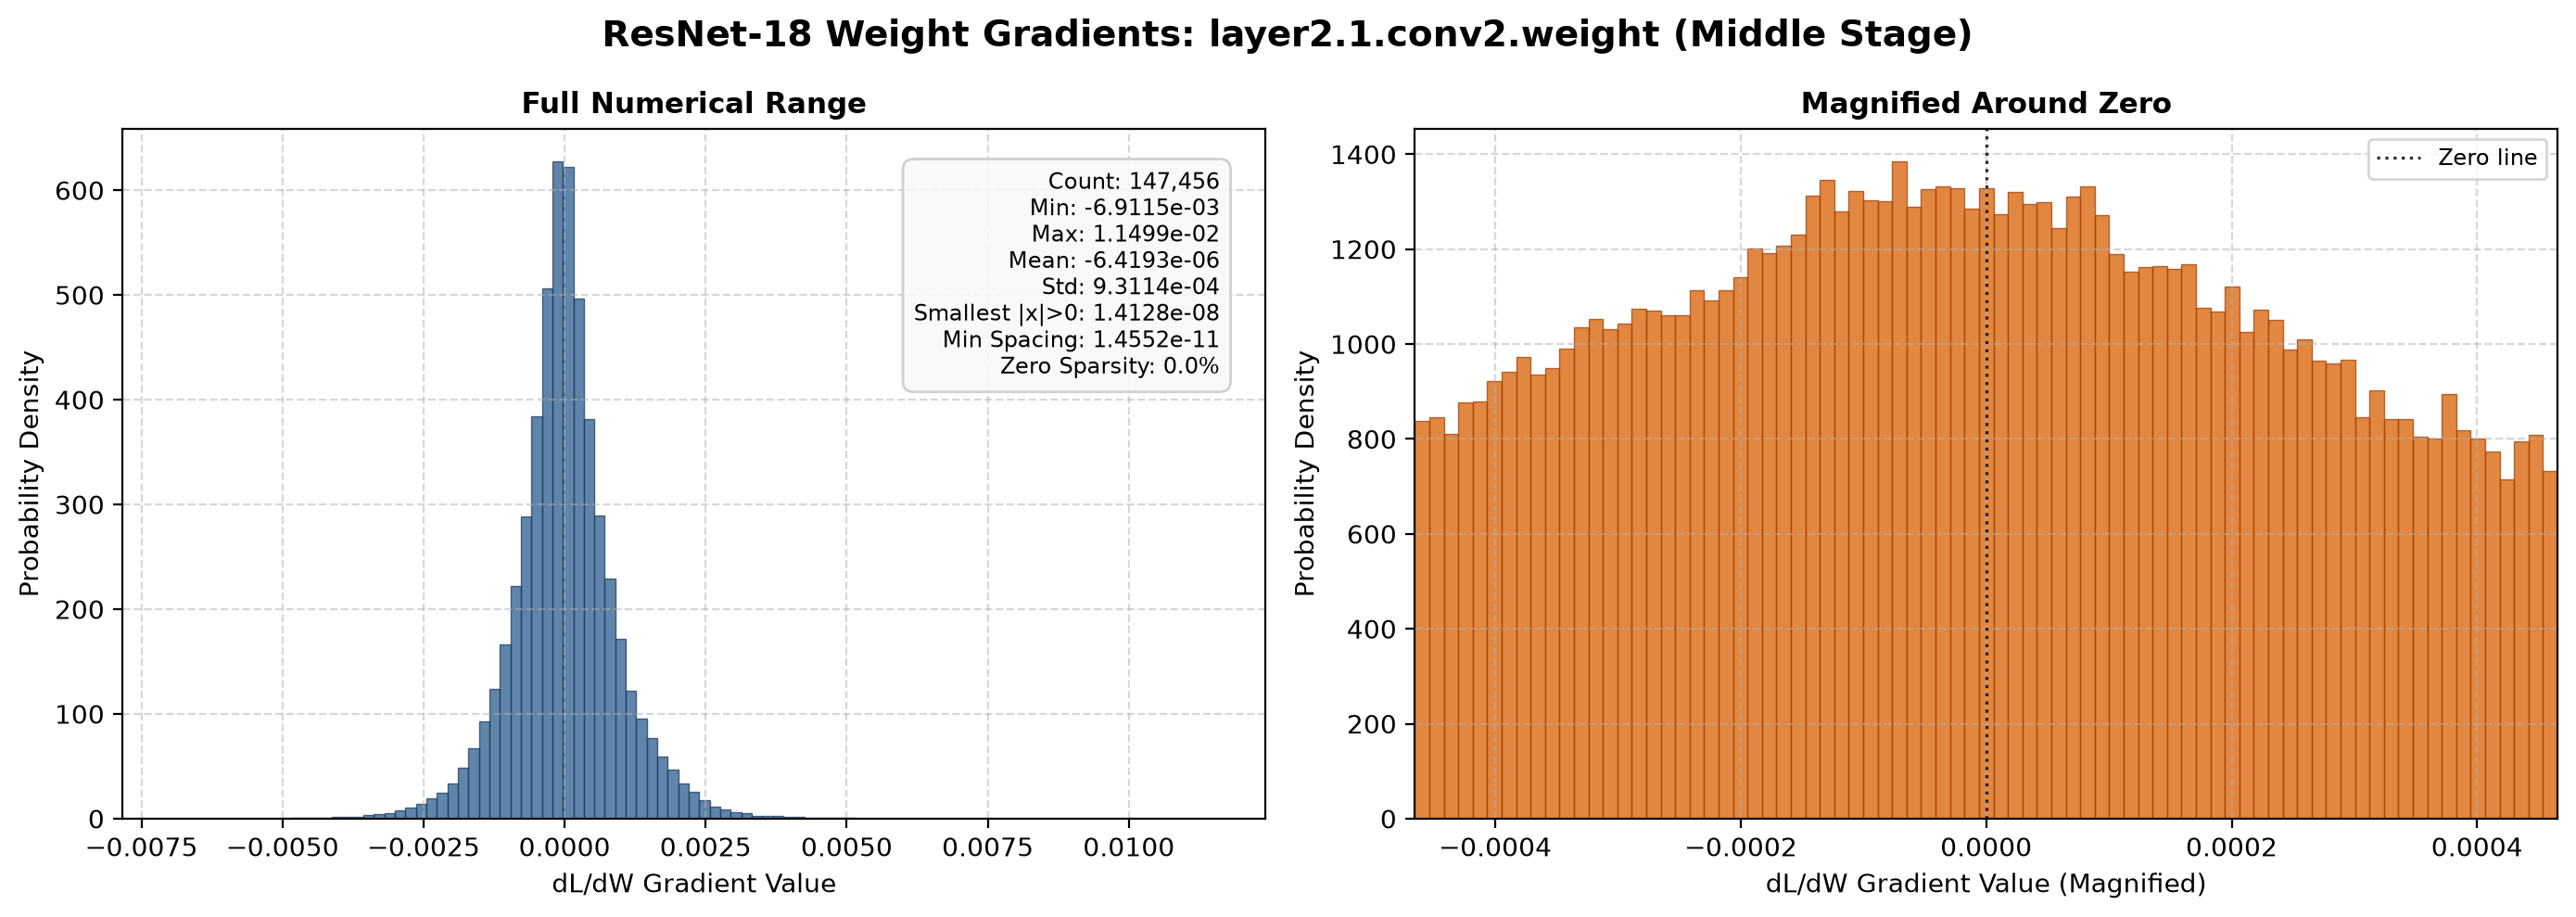 ResNet-18 Weight Gradients: layer2.1.conv2.weight (Middle Stage)
Full Numerical Range
Probability Density
600
500
400
300
200
100
0
Count: 147,456
Min: -6.9115e-03
Max: 1.1499e-02
Mean: -6.4193e-06
Std: 9.3114e-04
Smallest |x|>0: 1.4128e-08
Min Spacing: 1.4552e-11
Zero Sparsity: 0.0%
−0.0075 −0.0050 −0.0025 0.0000 0.0025 0.0050 0.0075 0.0100
dL/dW Gradient Value
Magnified Around Zero
Probability Density
1400
1200
1000
800
600
400
200
0
Zero line
−0.0004 −0.0002 0.0000 0.0002 0.0004
dL/dW Gradient Value (Magnified)